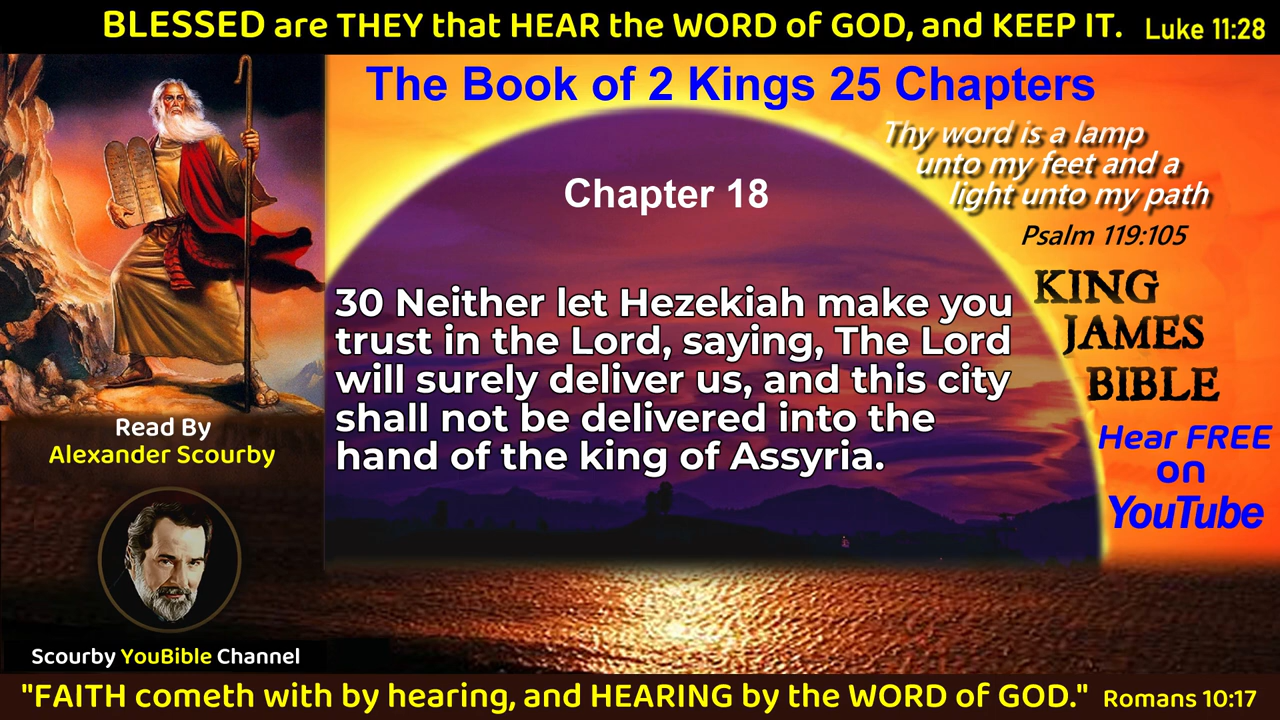 BLESSED are THEY that HEAR the WORD of GOD, and KEEP IT. Luke 11:28
The Book of 2 Kings 25 Chapters
Thy word is a lamp
unto my feet and a
light unto my path
Psalm 119:105
Chapter 18
30 Neither let Hezekiah make you
trust in the Lord, saying, The Lord
will surely deliver us, and this city
shall not be delivered into the
hand of the king of Assyria.
KING
JAMES
BIBLE
Hear FREE
on
YouTube
Read By
Alexander Scourby
Scourby YouBible Channel
"FAITH cometh with by hearing, and HEARING by the WORD of GOD." Romans 10:17